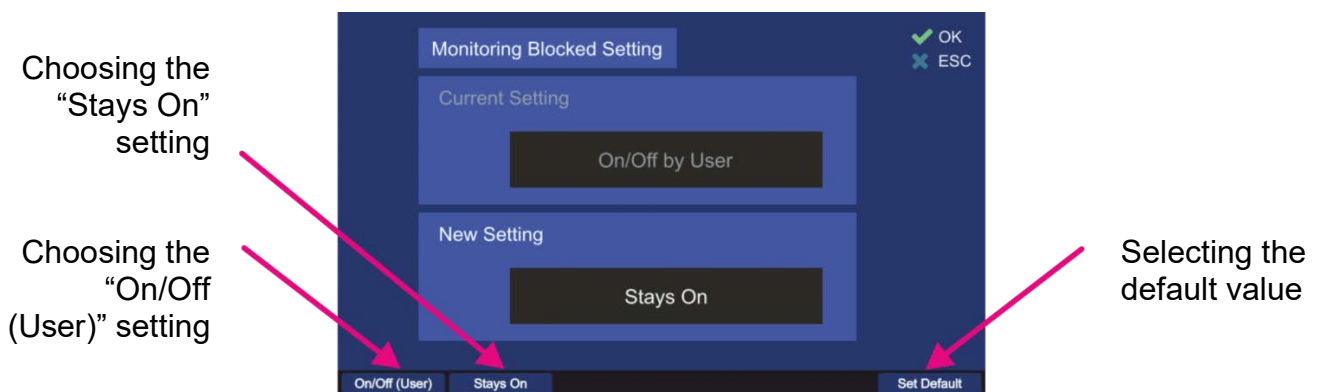 Choosing the
“Stays On”
setting
Choosing the
“On/Off
(User)” setting
Monitoring Blocked Setting
OK
ESC
Current Setting
On/Off by User
New Setting
Stays On
On/Off (User)
Stays On
Set Default
Selecting the
default value